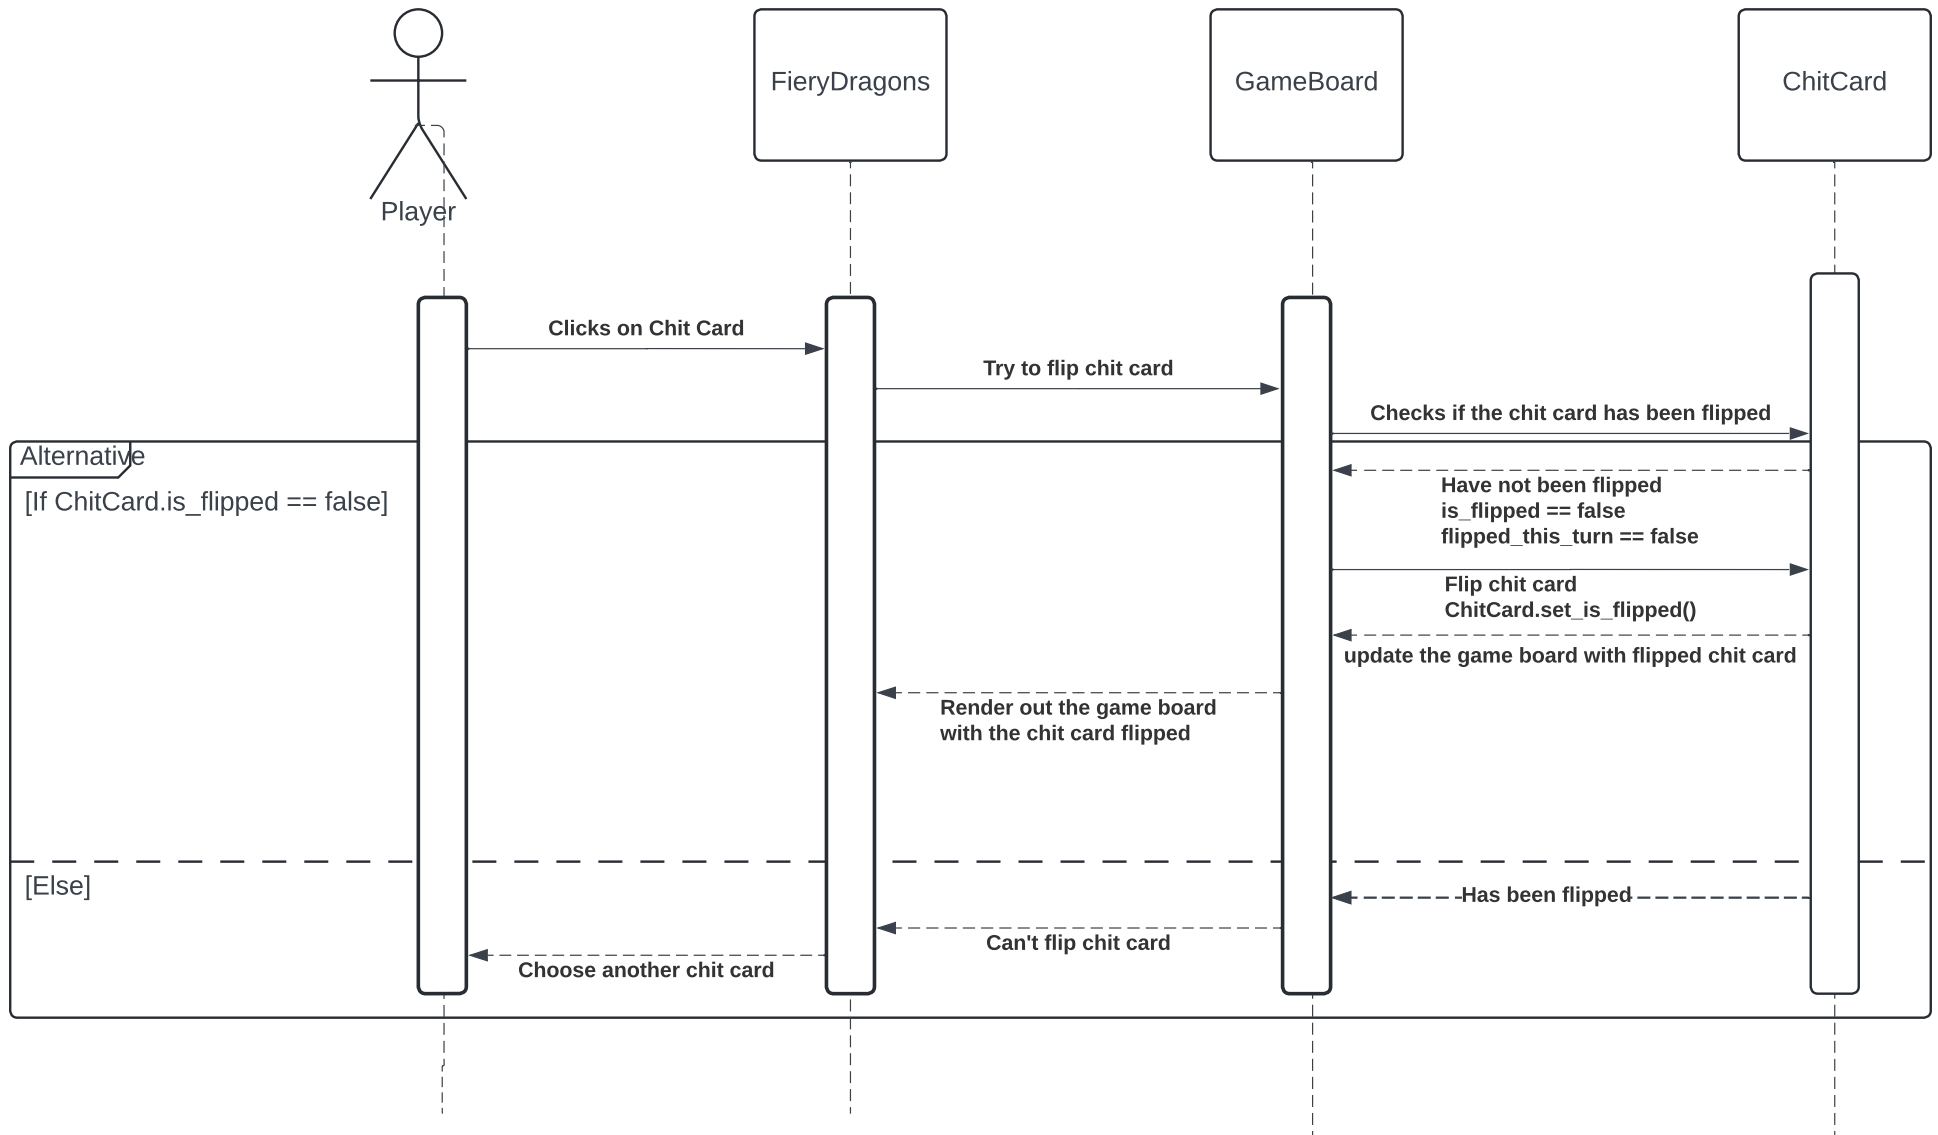 FieryDragons
GameBoard
ChitCard
Player
Clicks on Chit Card
Try to flip chit card
Checks if the chit card has been flipped
Alternative
[If ChitCard.is_flipped == false]
Have not been flipped
is_flipped == false
flipped_this_turn == false
Flip chit card
ChitCard.set_is_flipped()
update the game board with flipped chit card
Render out the game board
with the chit card flipped
[Else]
Has been flipped
Can't flip chit card
Choose another chit card